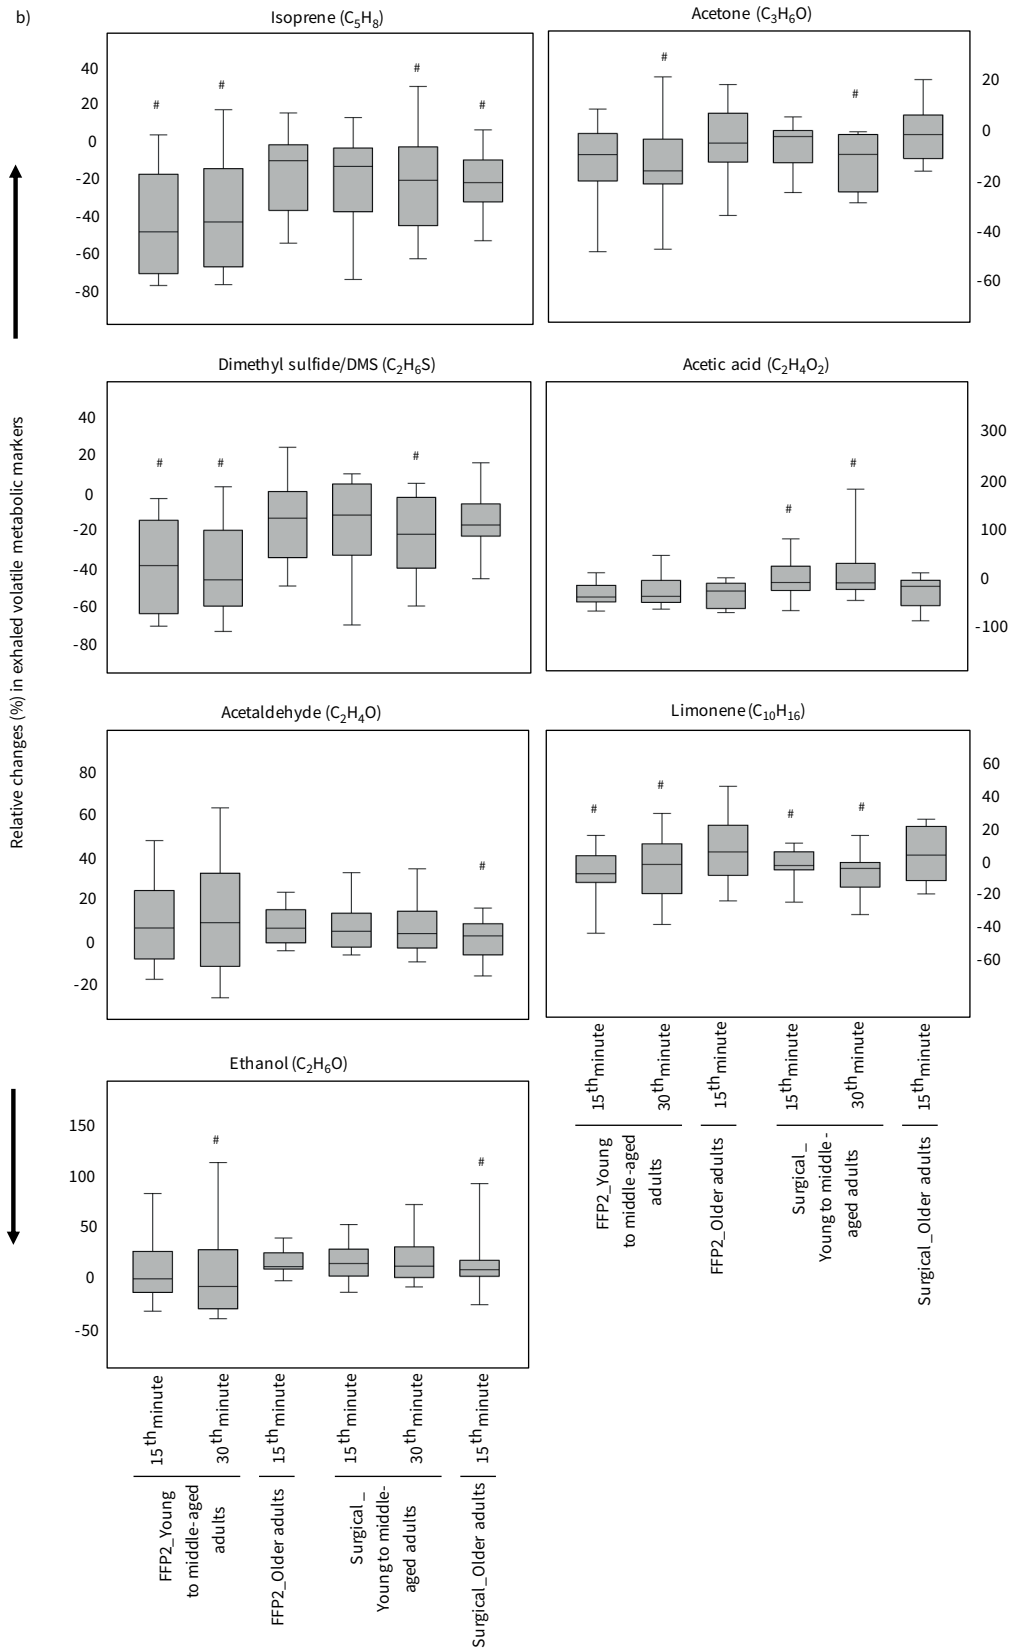 b)
Isoprene (C5H8)
40
20
0
-20
-40
-60
-80
# # # #
Acetone (C3H6O)
20
0
-20
-40
-60
# #
Relative changes (%) in exhaled volatile metabolic markers
Dimethyl sulfide/DMS (C2H6S)
40
20
0
-20
-40
-60
-80
# # #
Acetic acid (C2H4O2)
300
200
100
0
-100
# #
Acetaldehyde (C2H4O)
80
60
40
20
0
-20
#
Limonene (C10H16)
60
40
20
0
-20
-40
-60
# # # #
15th minute
30th minute
15th minute
15th minute
30th minute
15th minute
FFP2_Young
to middle-aged
adults
FFP2_Older adults
Surgical_
Young to middle-
aged adults
Surgical_Older adults
Ethanol (C2H6O)
150
100
50
0
-50
# #
15th minute
30th minute
15th minute
15th minute
30th minute
15th minute
FFP2_Young
to middle-aged
adults
FFP2_Older adults
Surgical_
Young to middle-
aged adults
Surgical_Older adults